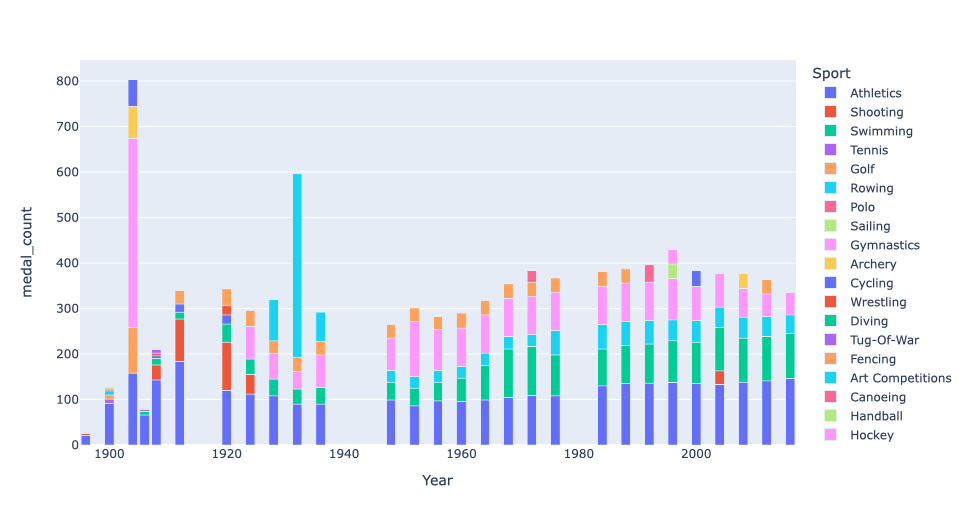 Sport
Athletics
Shooting
Swimming
Tennis
Golf
Rowing
Polo
Sailing
Gymnastics
Archery
Cycling
Wrestling
Diving
Tug-Of-War
Fencing
Art Competitions
Canoeing
Handball
Hockey
medal_count
800
700
600
500
400
300
200
100
0
1900 1920 1940 1960 1980 2000
Year